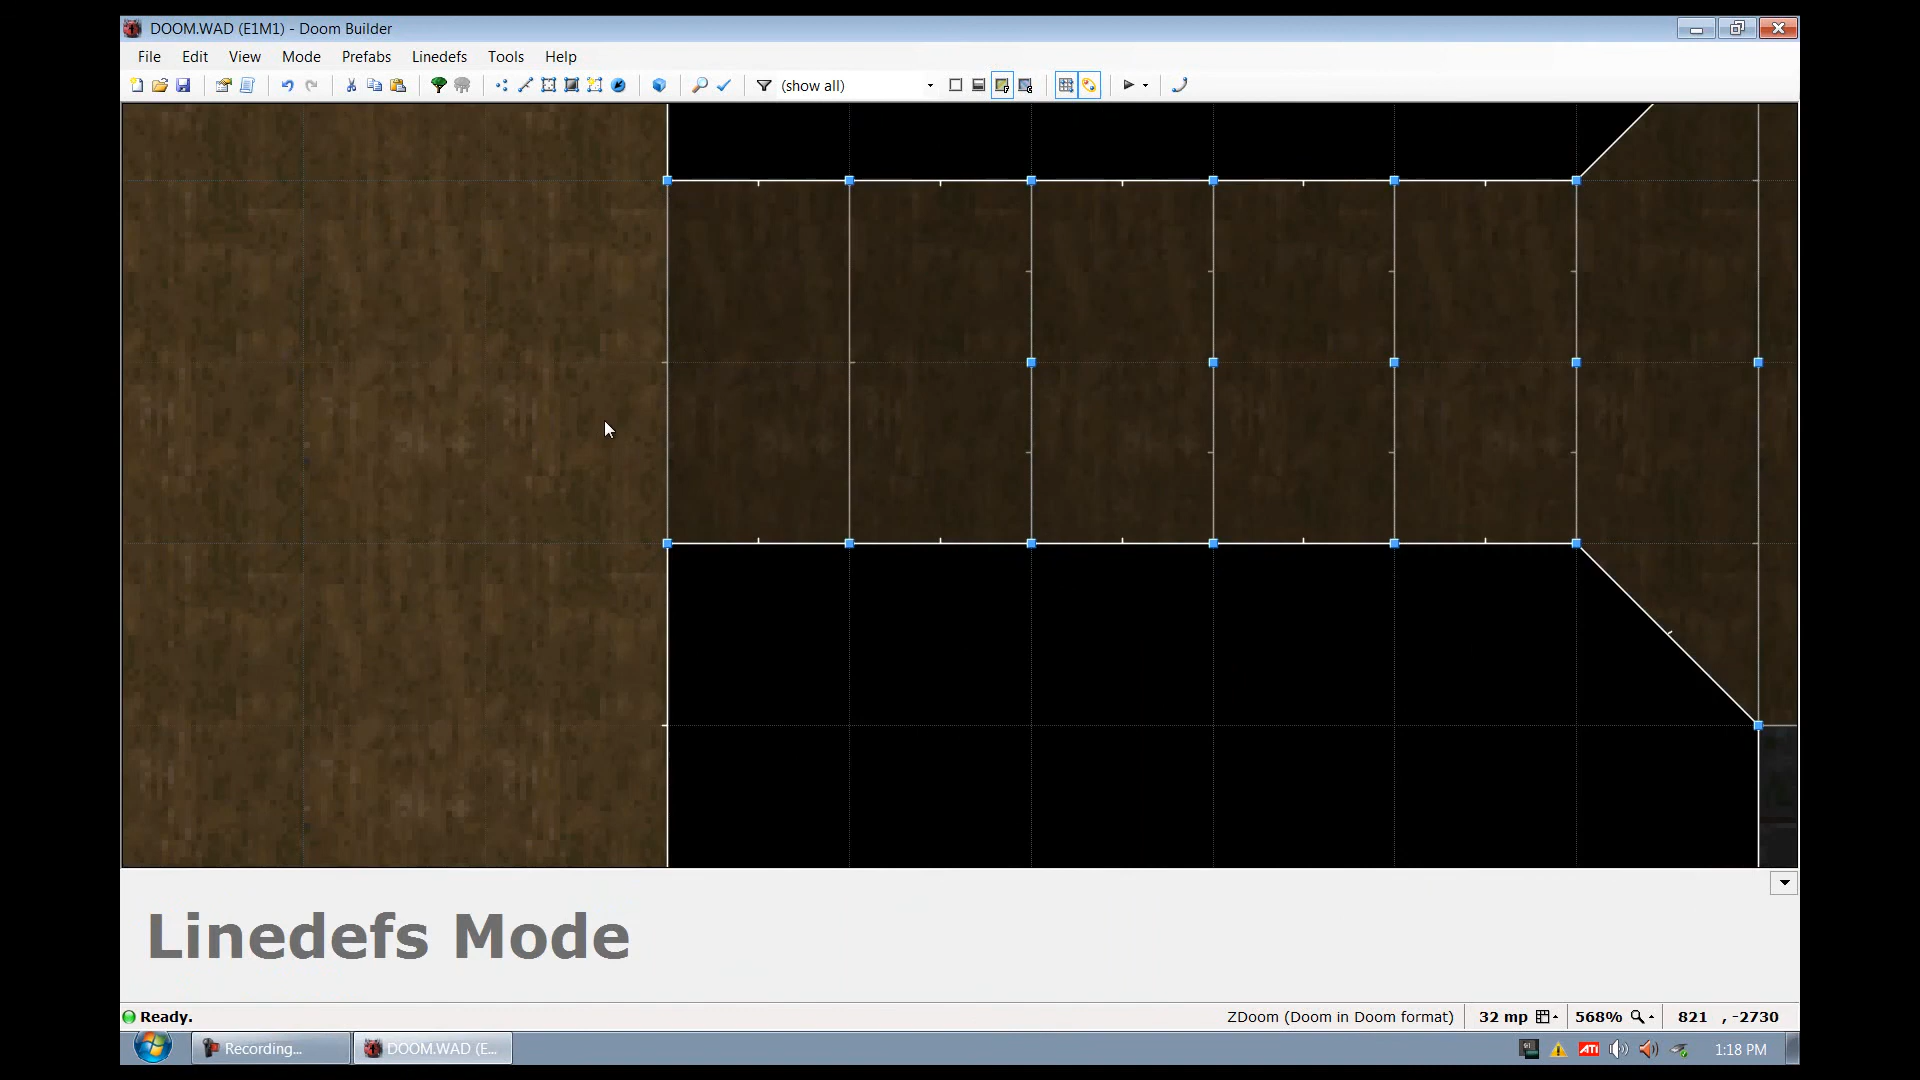 DOOM.WAD (E1M1) - Doom Builder
File Edit View Mode Prefabs Linedefs Tools Help
(show all)
Linedefs Mode
Ready.
ZDoom (Doom in Doom format) 32 mp 568% 821 , -2730
Recording... DOOM.WAD (E... ATI 1:18 PM